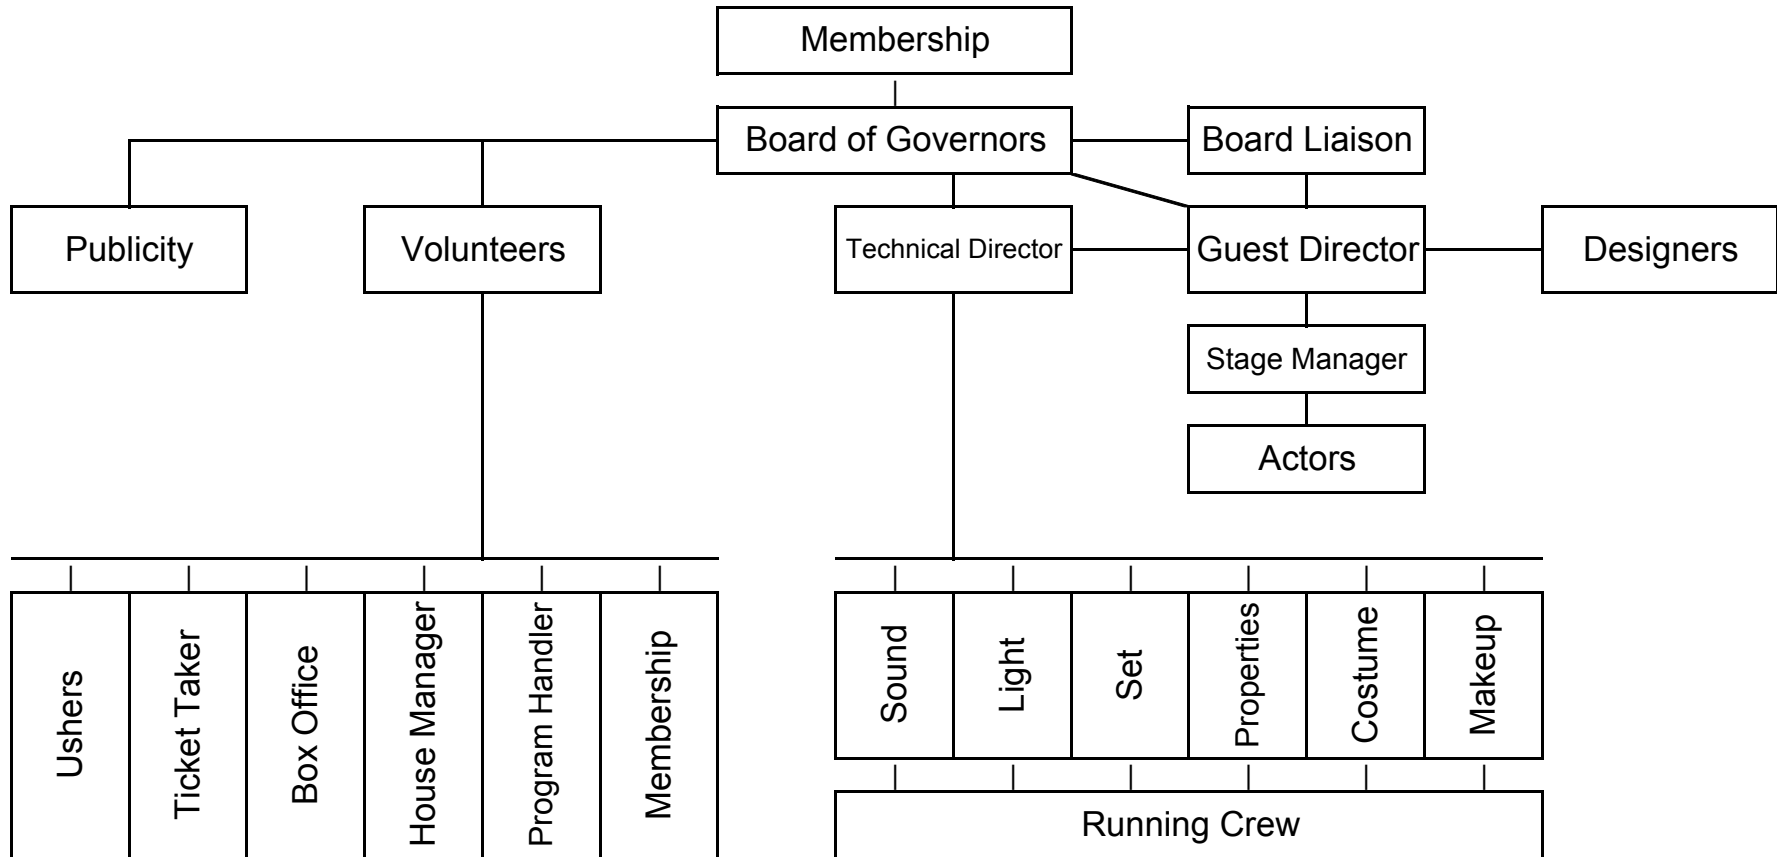 Membership
Board of Governors
Board Liaison
Publicity
Volunteers
Technical Director
Guest Director
Designers
Stage Manager
Actors
Ushers
Ticket Taker
Box Office
House Manager
Program Handler
Membership
Sound
Light
Set
Properties
Costume
Makeup
Running Crew